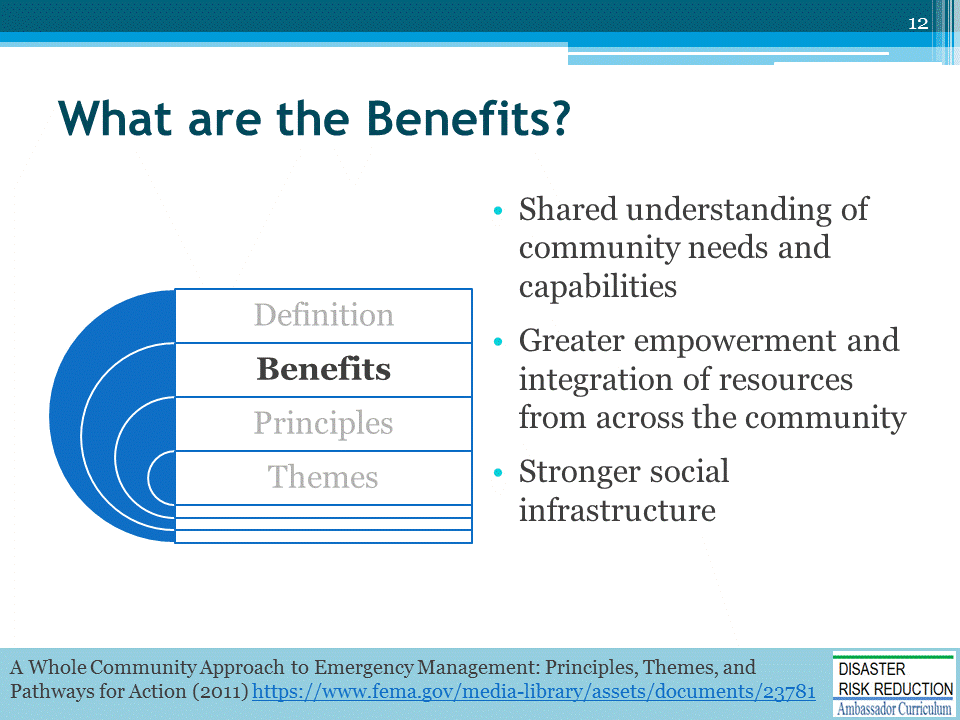 12
What are the Benefits?
Definition
Benefits
Principles
Themes
• Shared understanding of
community needs and
capabilities
• Greater empowerment and
integration of resources
from across the community
• Stronger social
infrastructure
A Whole Community Approach to Emergency Management: Principles, Themes, and
Pathways for Action (2011) https://www.fema.gov/media-library/assets/documents/23781
DISASTER
RISK REDUCTION
Ambassador Curriculum